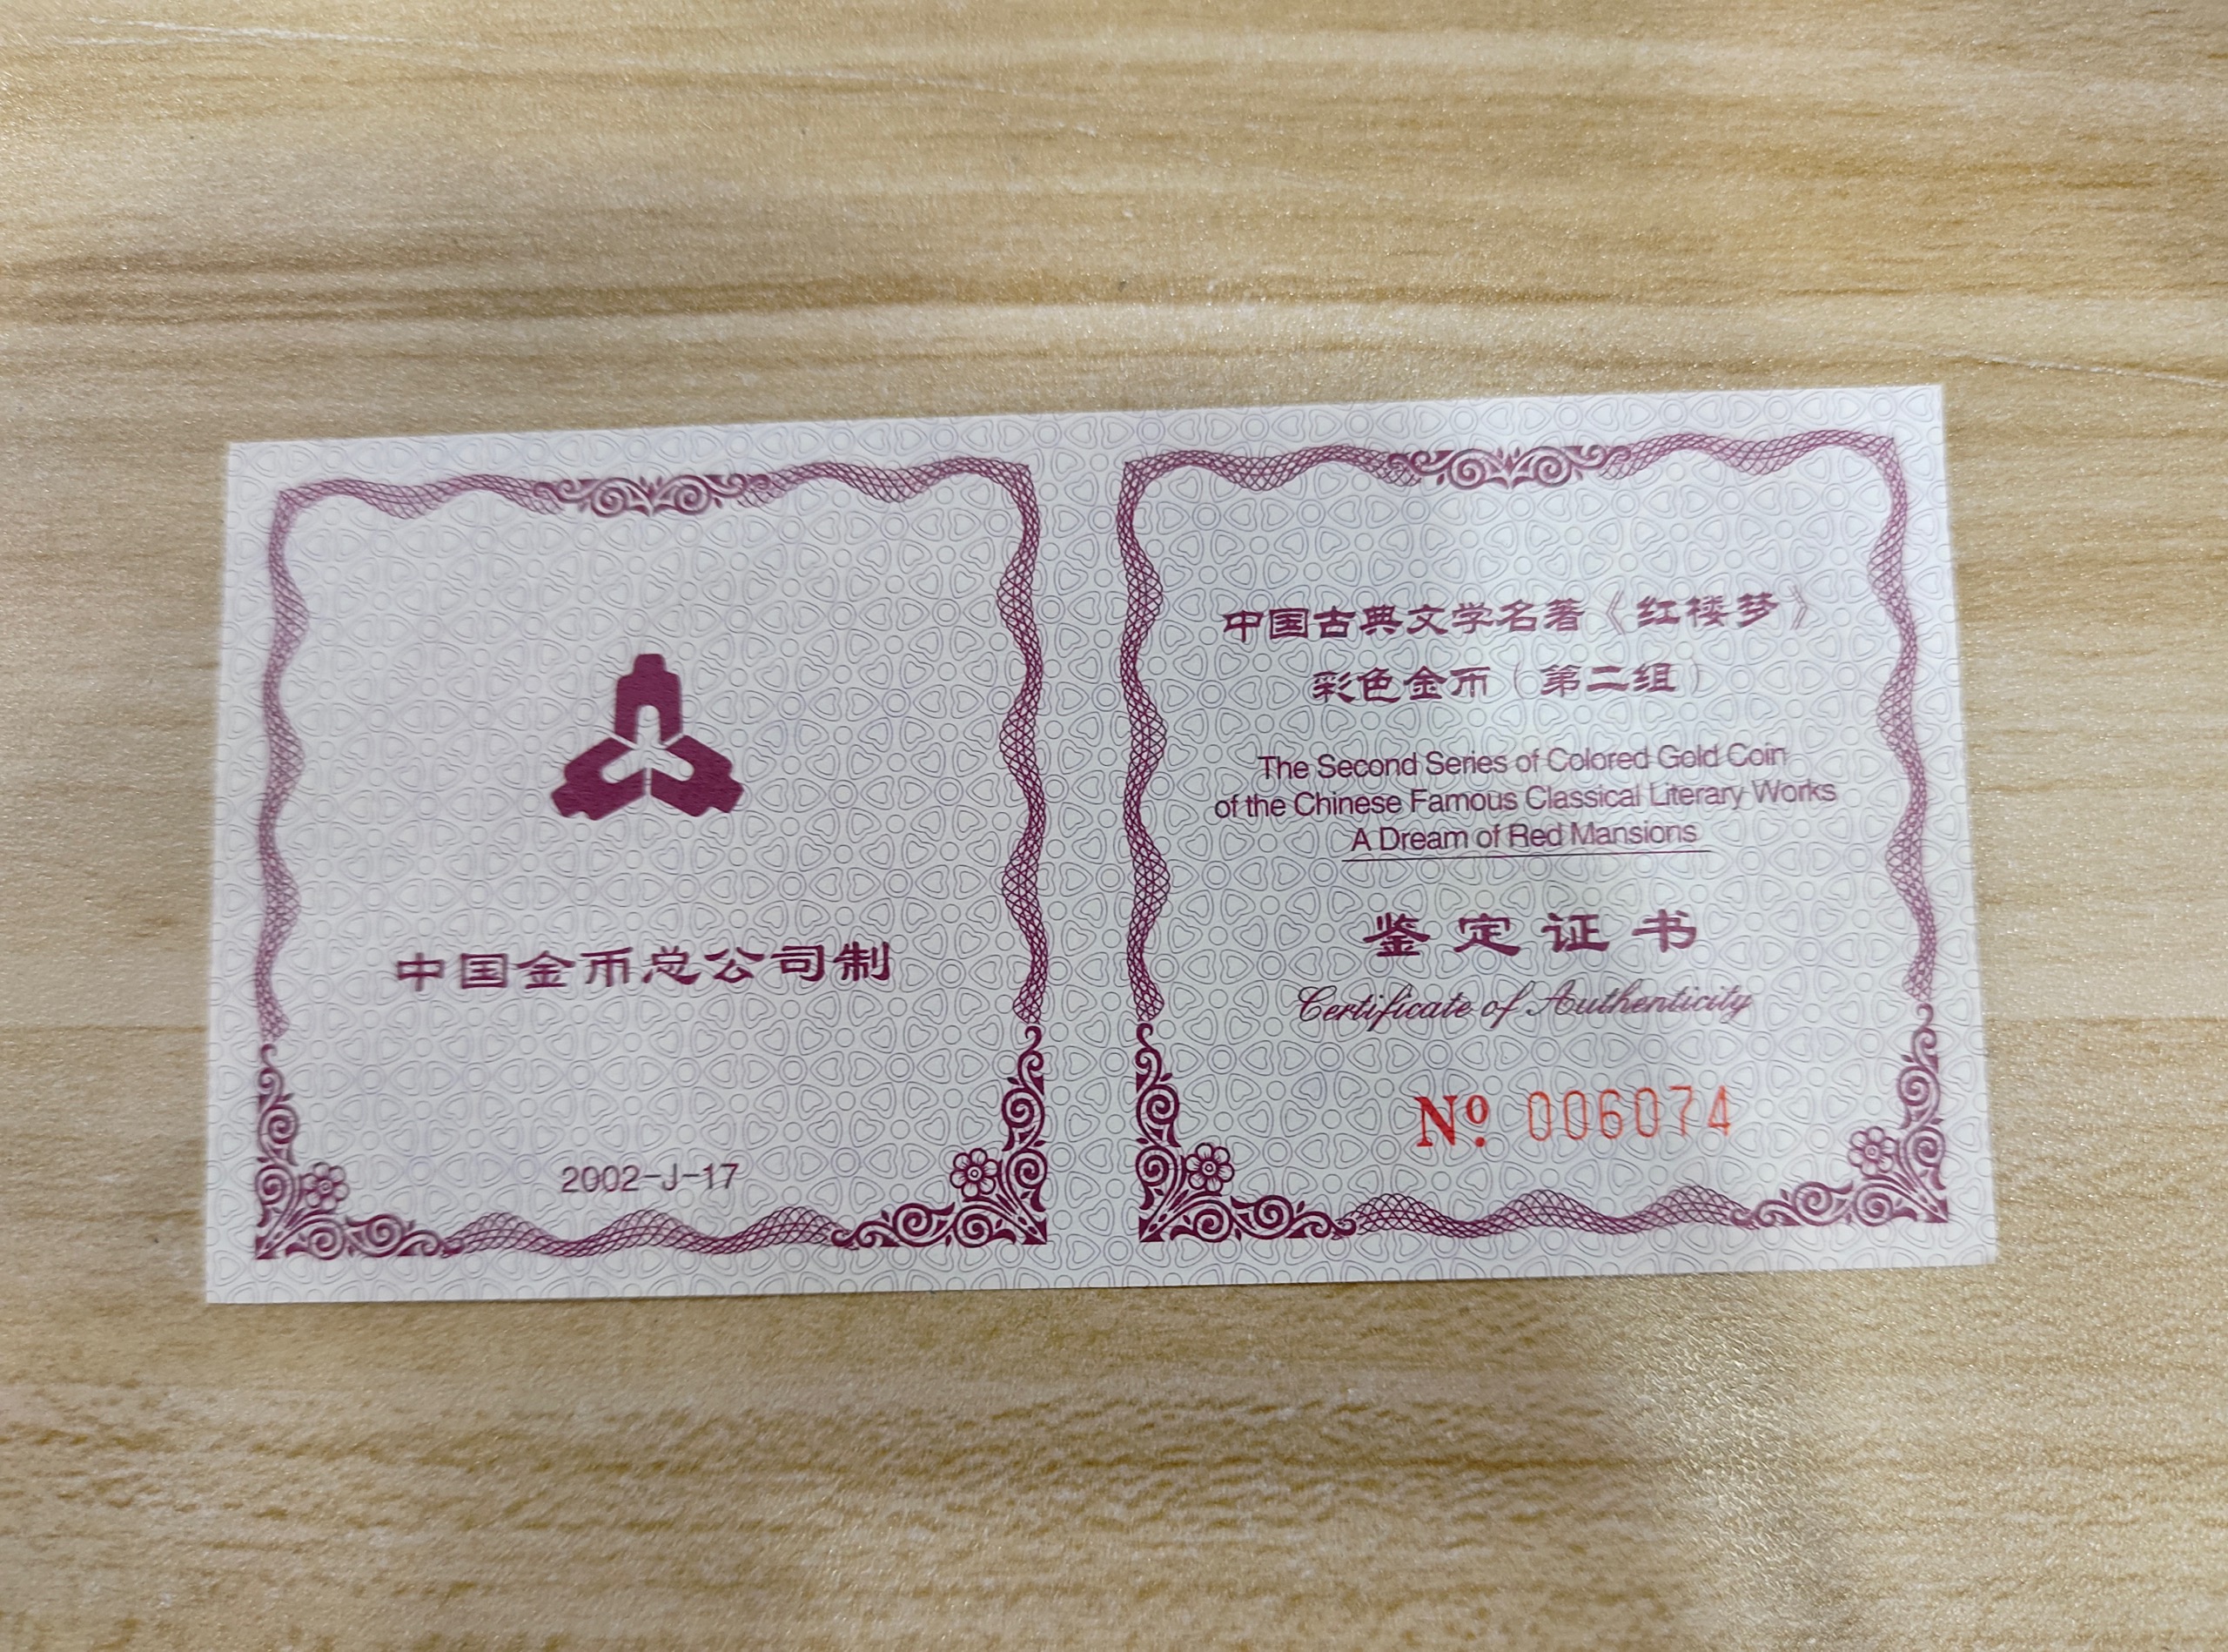 中国金币总公司制
2002-J-17
中国古典文学名著《红楼梦》
彩色金币（第二组）
The Second Series of Colored Gold Coin
of the Chinese Famous Classical Literary Works
A Dream of Red Mansions
鉴定证书
Certificate of Authenticity
Nº. 006074